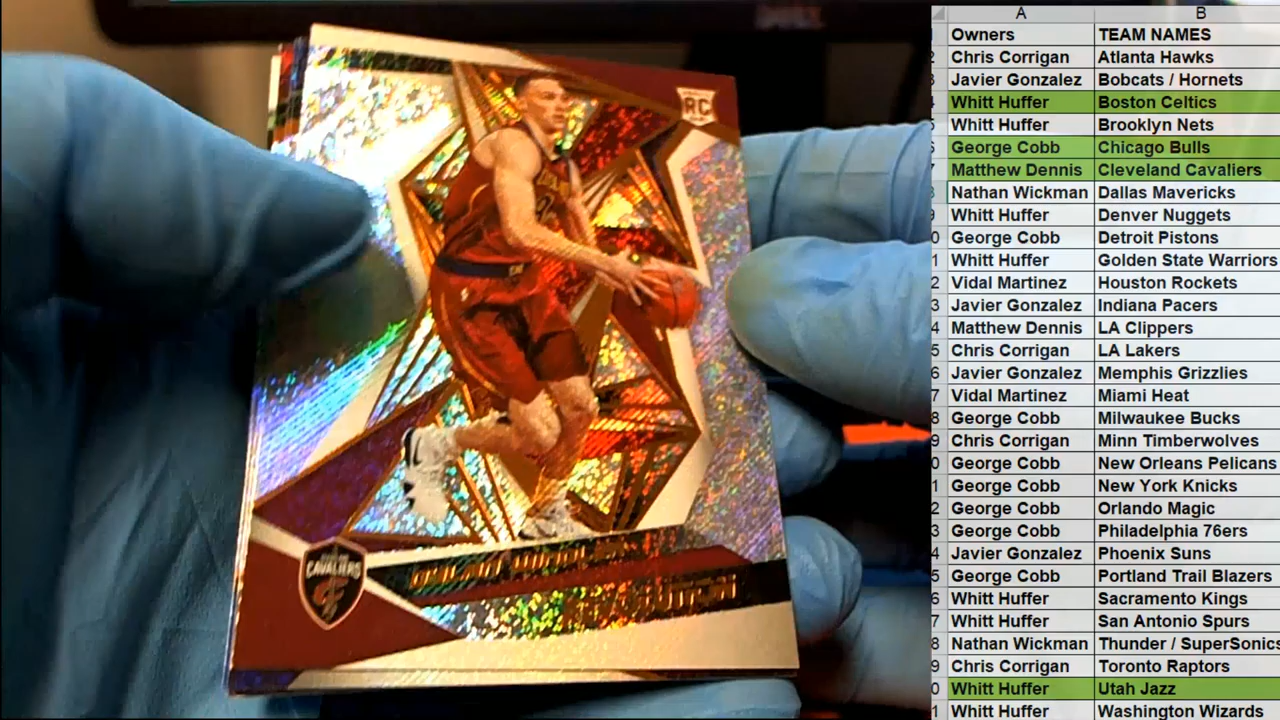 RC
CAVALIERS
REVOLUTION
A B
Owners TEAM NAMES
Chris Corrigan Atlanta Hawks
Javier Gonzalez Bobcats / Hornets
Whitt Huffer Boston Celtics
Whitt Huffer Brooklyn Nets
George Cobb Chicago Bulls
Matthew Dennis Cleveland Cavaliers
Nathan Wickman Dallas Mavericks
Whitt Huffer Denver Nuggets
George Cobb Detroit Pistons
Whitt Huffer Golden State Warriors
Vidal Martinez Houston Rockets
Javier Gonzalez Indiana Pacers
Matthew Dennis LA Clippers
Chris Corrigan LA Lakers
Javier Gonzalez Memphis Grizzlies
Vidal Martinez Miami Heat
George Cobb Milwaukee Bucks
Chris Corrigan Minn Timberwolves
George Cobb New Orleans Pelicans
George Cobb New York Knicks
George Cobb Orlando Magic
George Cobb Philadelphia 76ers
Javier Gonzalez Phoenix Suns
George Cobb Portland Trail Blazers
Whitt Huffer Sacramento Kings
Whitt Huffer San Antonio Spurs
Nathan Wickman Thunder / SuperSonics
Chris Corrigan Toronto Raptors
Whitt Huffer Utah Jazz
Whitt Huffer Washington Wizards